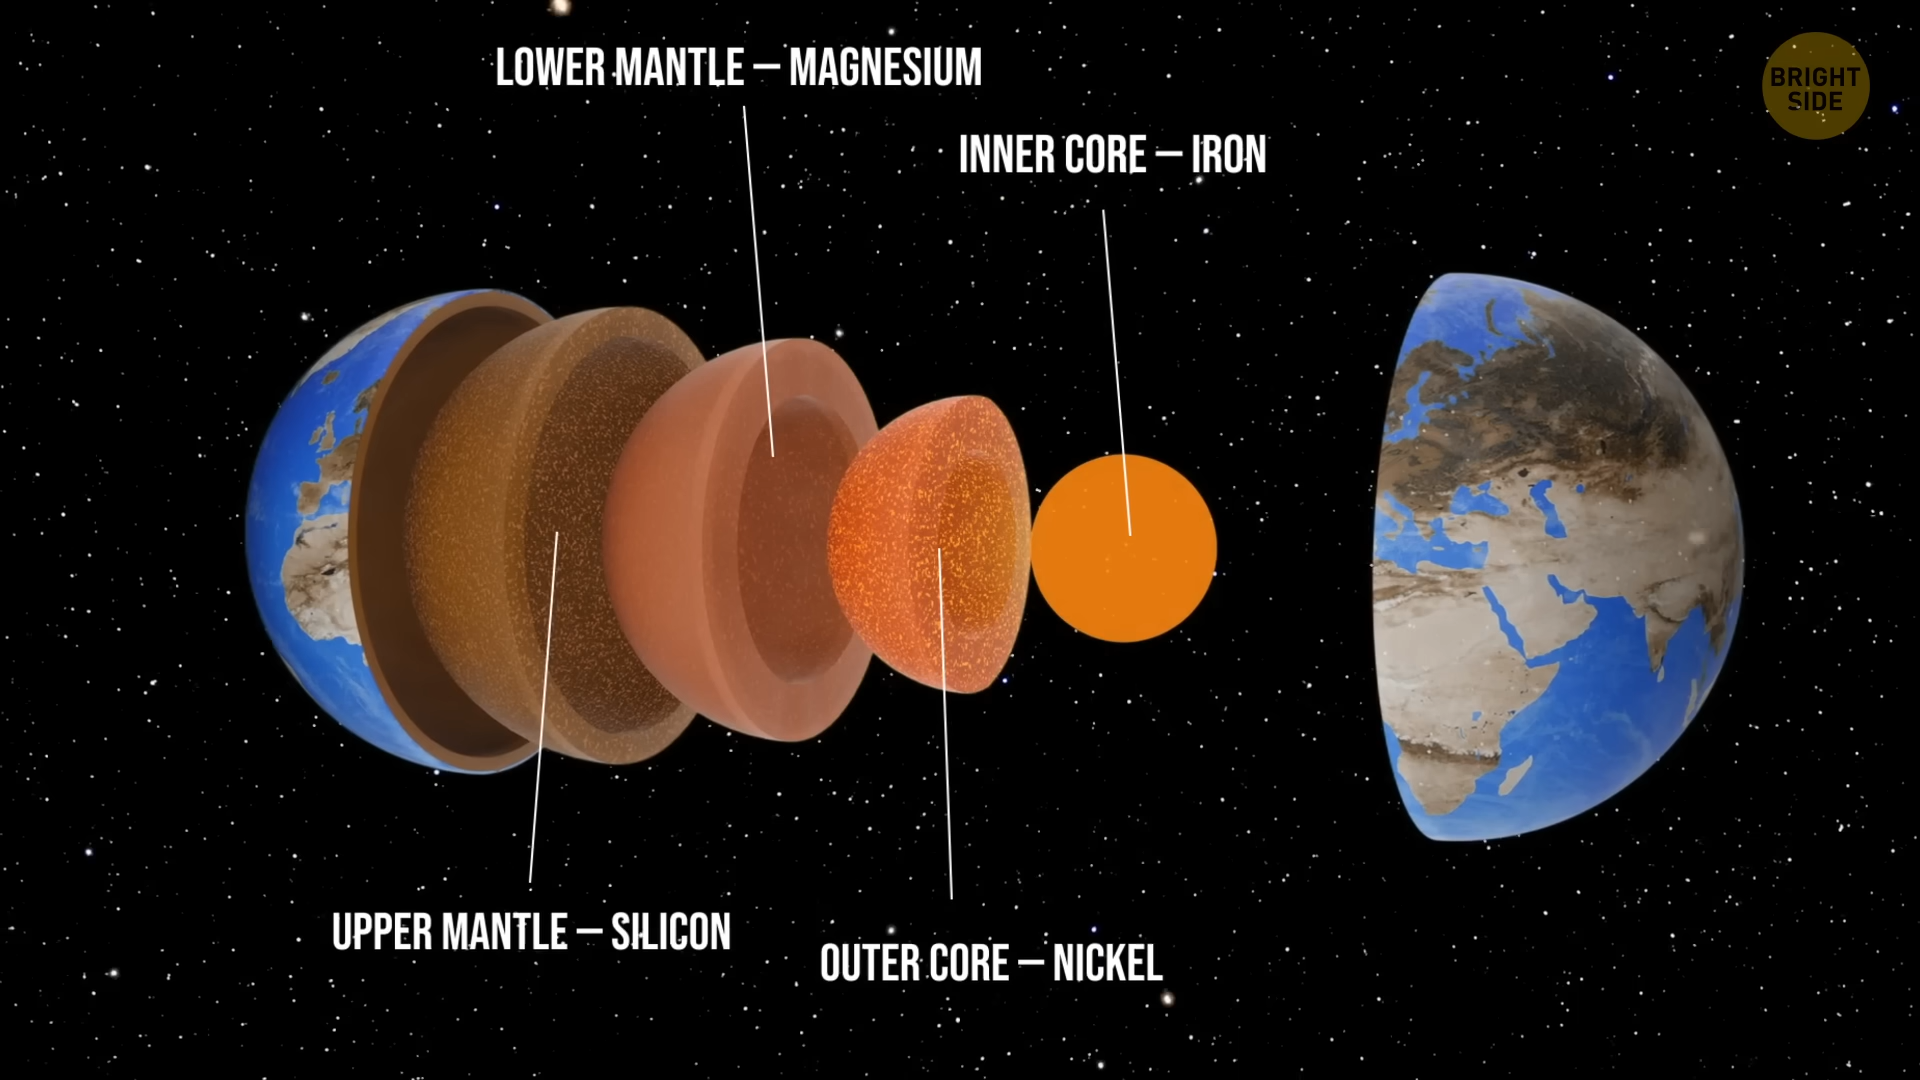 LOWER MANTLE – MAGNESIUM
BRIGHT
SIDE
INNER CORE – IRON
UPPER MANTLE – SILICON
OUTER CORE – NICKEL